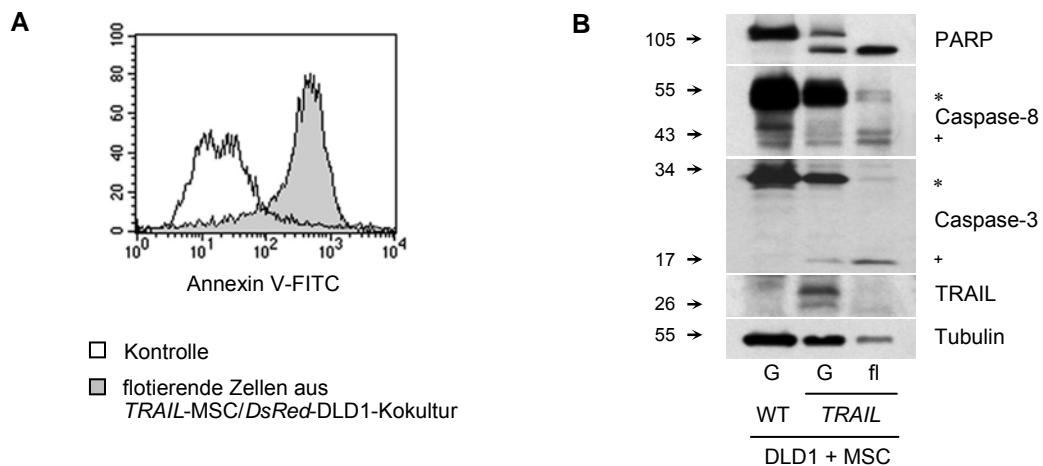 A
100
80
60
40
20
0
10^0 10^1 10^2 10^3 10^4
Annexin V-FITC
Kontrolle
flotierende Zellen aus
TRAIL-MSC/DsRed-DLD1-Kokultur
B
105 → PARP
55 → *
Caspase-8
43 → +
34 → *
Caspase-3
17 → +
TRAIL
26 →
55 → Tubulin
G G fl
WT TRAIL
DLD1 + MSC